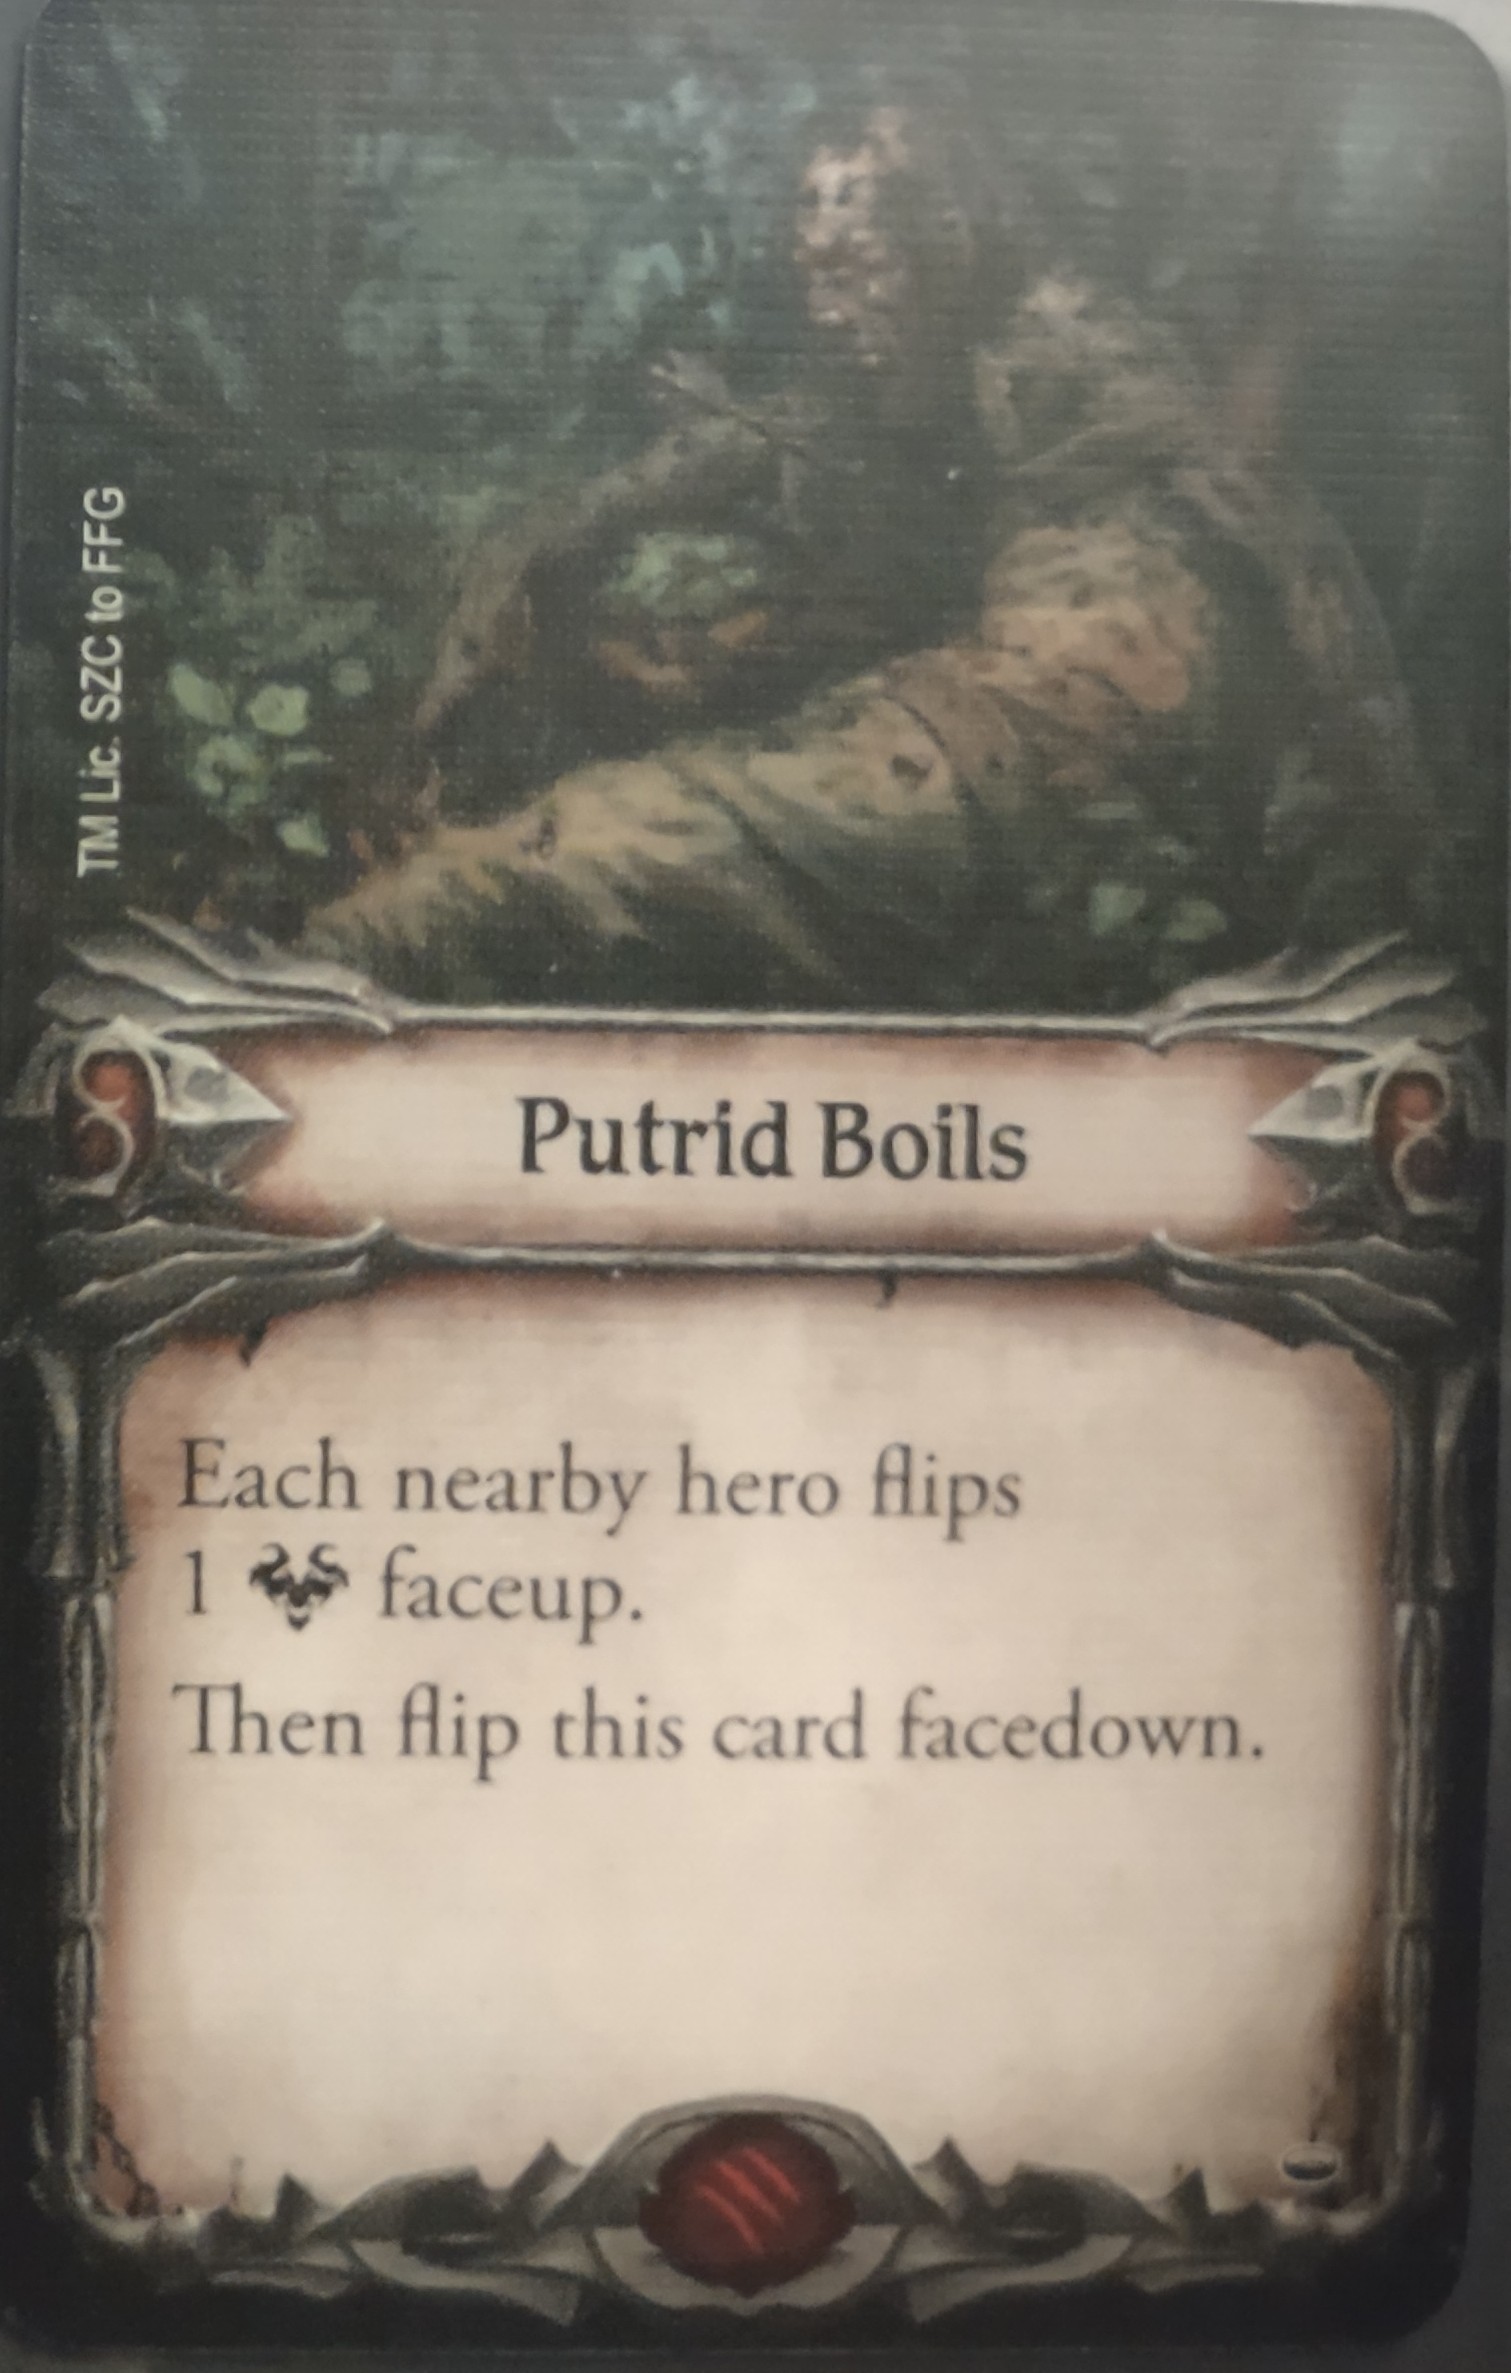 TM Lic. SZC to FFG
Putrid Boils
Each nearby hero flips
1 faceup.
Then flip this card facedown.